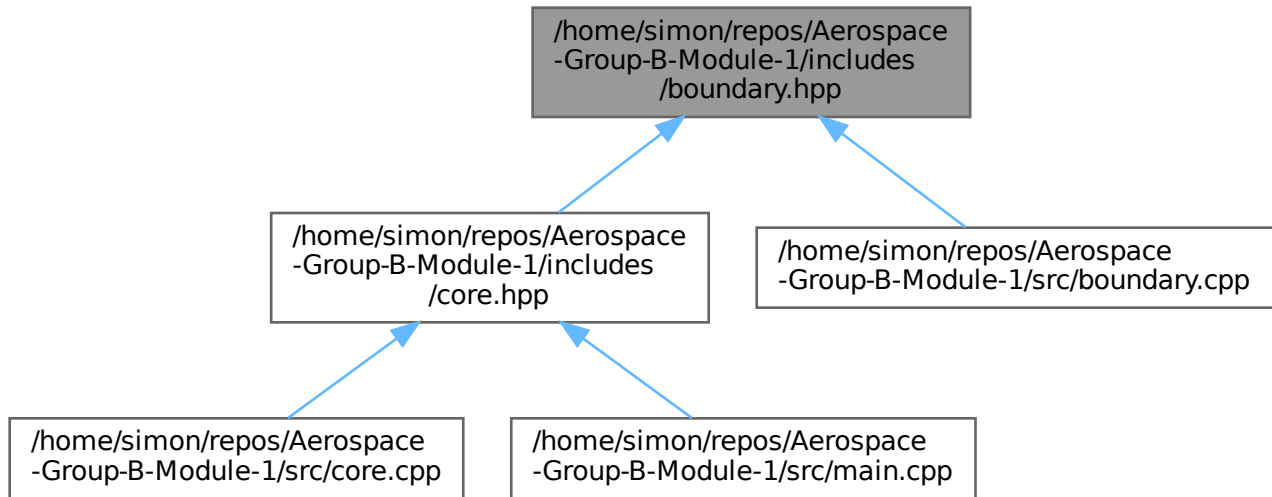 /home/simon/repos/Aerospace
-Group-B-Module-1/includes
/boundary.hpp
/home/simon/repos/Aerospace
-Group-B-Module-1/includes
/core.hpp
/home/simon/repos/Aerospace
-Group-B-Module-1/src/boundary.cpp
/home/simon/repos/Aerospace
-Group-B-Module-1/src/core.cpp
/home/simon/repos/Aerospace
-Group-B-Module-1/src/main.cpp